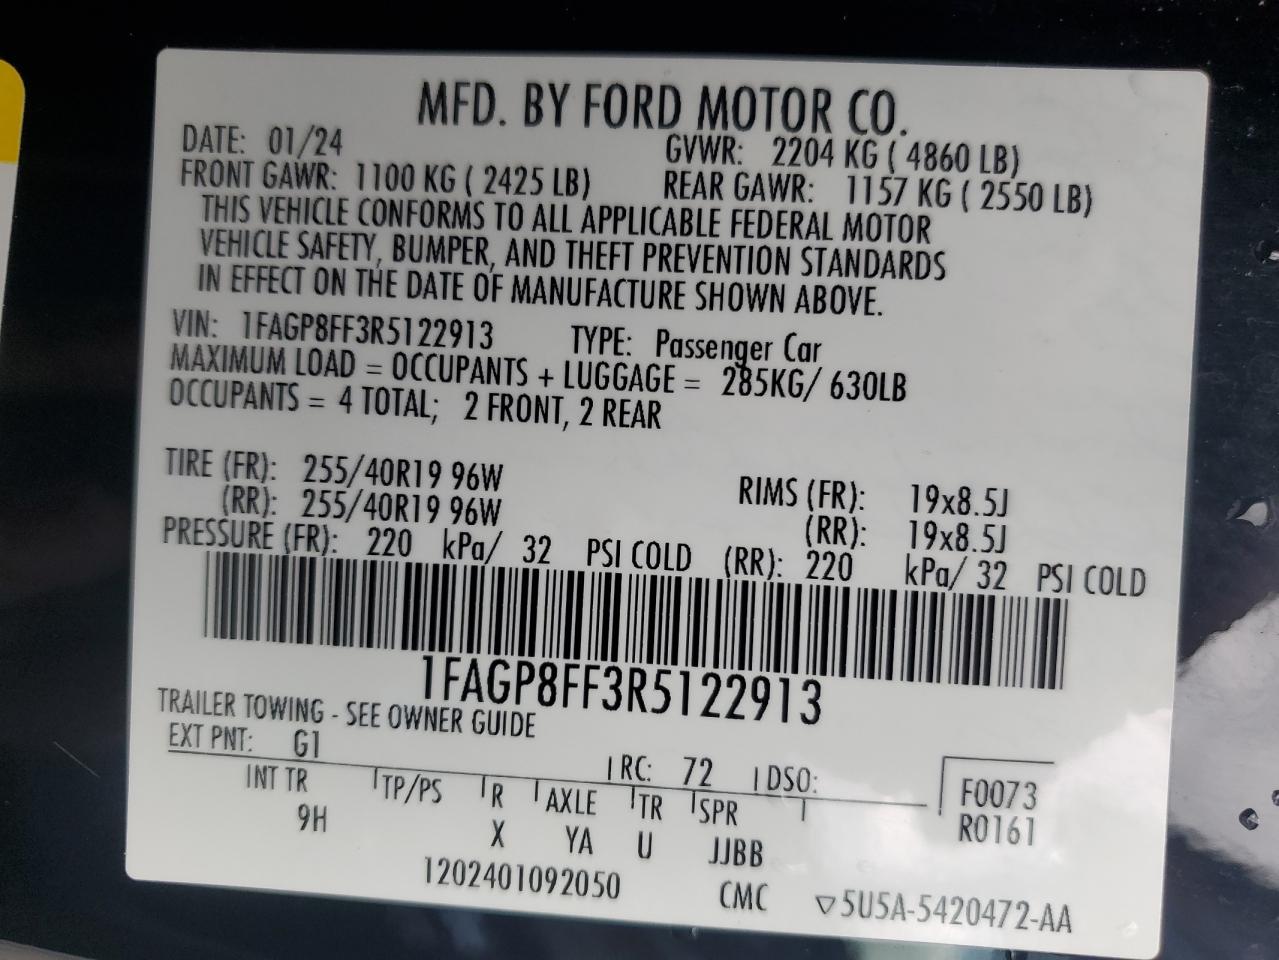 MFD. BY FORD MOTOR CO.
DATE: 01/24 GVWR: 2204 KG ( 4860 LB)
FRONT GAWR: 1100 KG ( 2425 LB) REAR GAWR: 1157 KG ( 2550 LB)
THIS VEHICLE CONFORMS TO ALL APPLICABLE FEDERAL MOTOR
VEHICLE SAFETY, BUMPER, AND THEFT PREVENTION STANDARDS
IN EFFECT ON THE DATE OF MANUFACTURE SHOWN ABOVE.
VIN: 1FAGP8FF3R5122913 TYPE: Passenger Car
MAXIMUM LOAD = OCCUPANTS + LUGGAGE = 285KG/ 630LB
OCCUPANTS = 4 TOTAL; 2 FRONT, 2 REAR
TIRE (FR): 255/40R19 96W RIMS (FR): 19x8.5J
(RR): 255/40R19 96W (RR): 19x8.5J
PRESSURE (FR): 220 kPa/ 32 PSI COLD (RR): 220 kPa/ 32 PSI COLD
1FAGP8FF3R5122913
TRAILER TOWING - SEE OWNER GUIDE
EXT PNT: G1 RC: 72 DSO: F0073
INT TR TP/PS R AXLE TR SPR R0161
9H X YA U JJBB
1202401092050 CMC ▽5U5A-5420472-AA